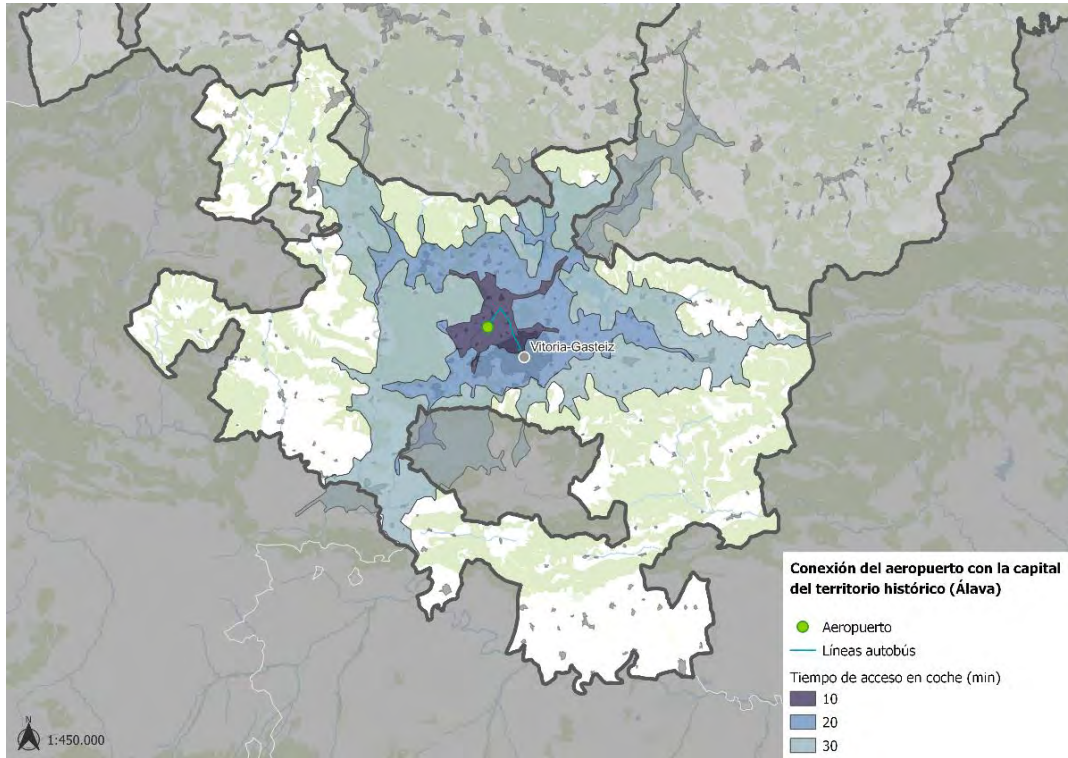 Vitoria-Gasteiz
Conexión del aeropuerto con la capital
del territorio histórico (Álava)
Aeropuerto
Líneas autobús
Tiempo de acceso en coche (min)
10
20
30
N
1:450.000